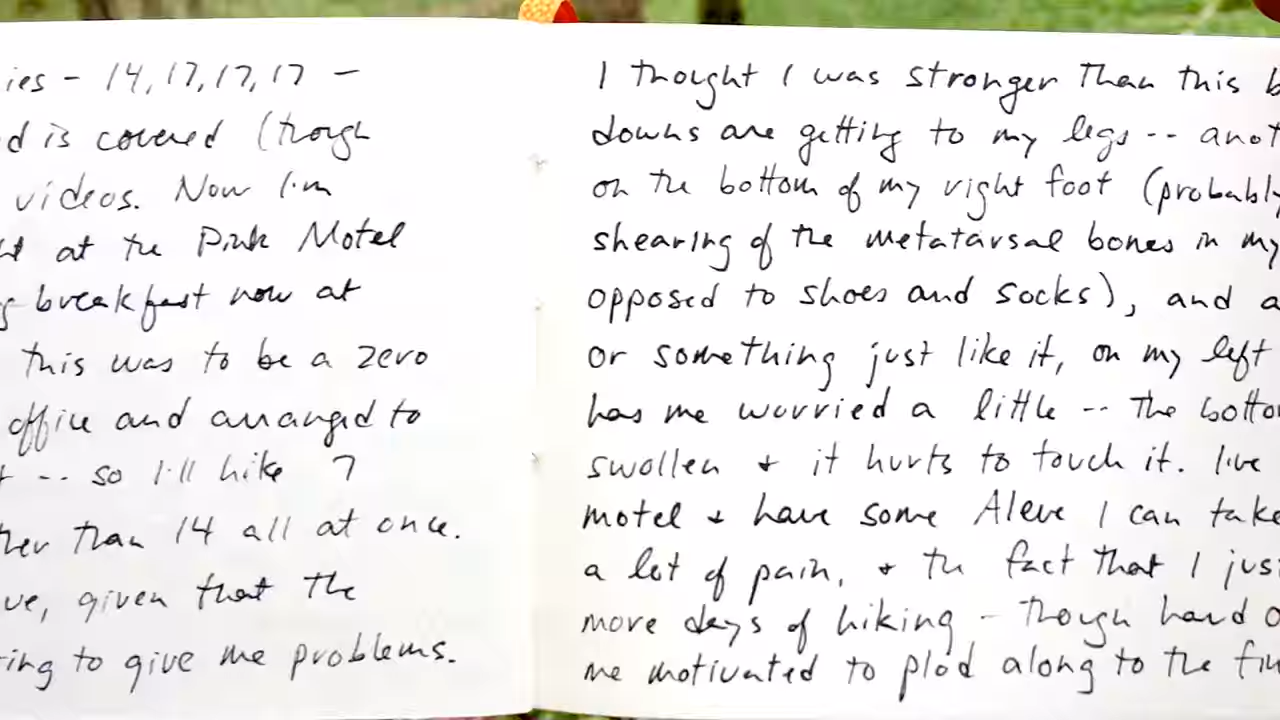 ies - 14, 17, 17, 17 -
d is covered (though
videos. Now I'm
at the Pink Motel
g breakfast now at
this was to be a zero
office and arranged to
t -- so I'll hike 7
her than 14 all at once.
ve, given that the
ring to give me problems.
I thought I was stronger than this b
downs are getting to my legs -- anot
on the bottom of my right foot (probably
shearing of the metatarsal bones in my
opposed to shoes and socks), and a
or something just like it, on my left
has me worried a little -- the botto
swollen + it hurts to touch it. I've
motel + have some Aleve I can take
a lot of pain, + the fact that I jus
more days of hiking - though hard o
me motivated to plod along to the fin